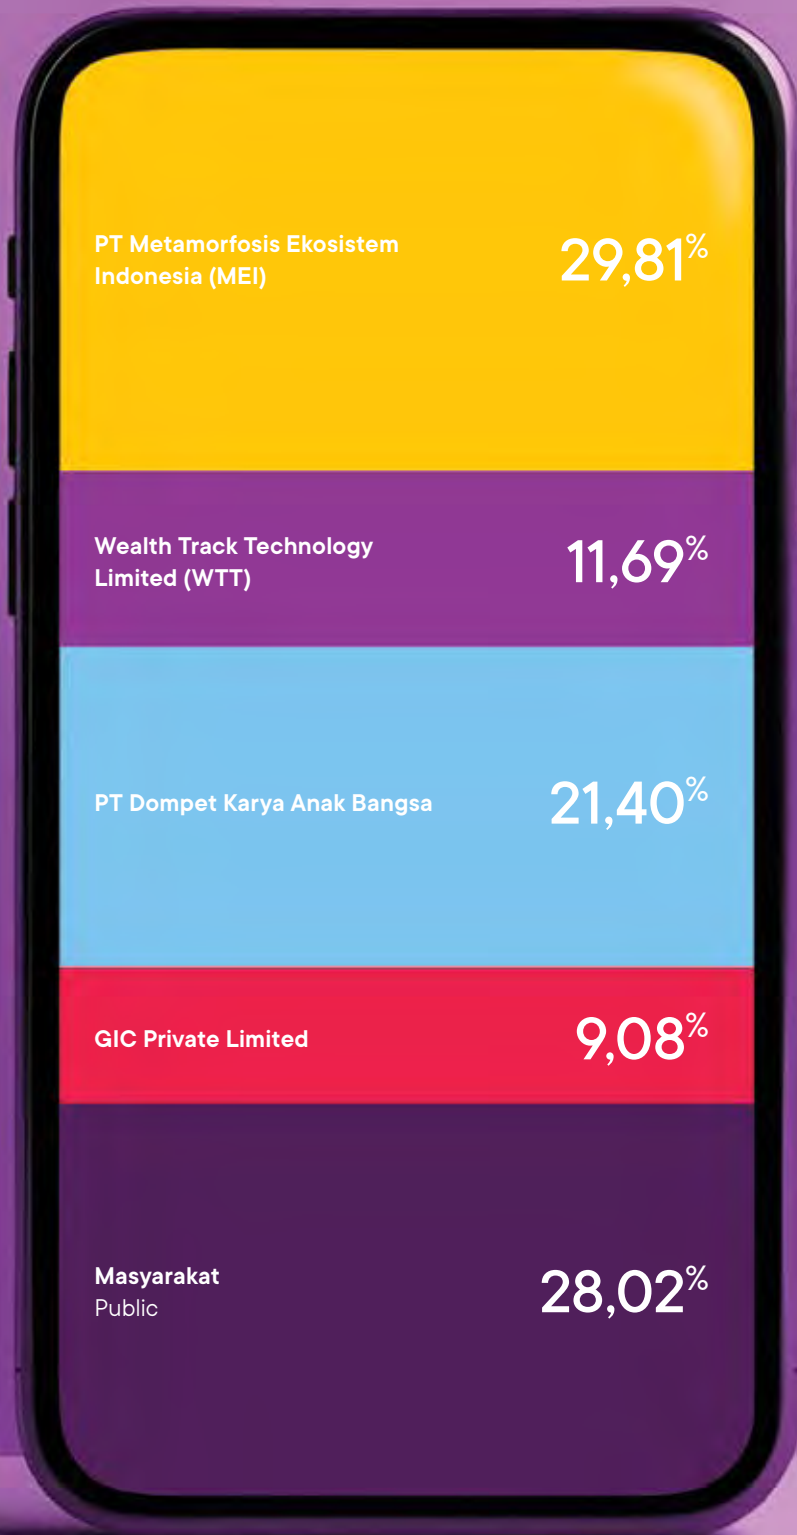 PT Metamorfosis Ekosistem
Indonesia (MEI)
29,81%
Wealth Track Technology
Limited (WTT)
11,69%
PT Dompet Karya Anak Bangsa
21,40%
GIC Private Limited
9,08%
Masyarakat
Public
28,02%